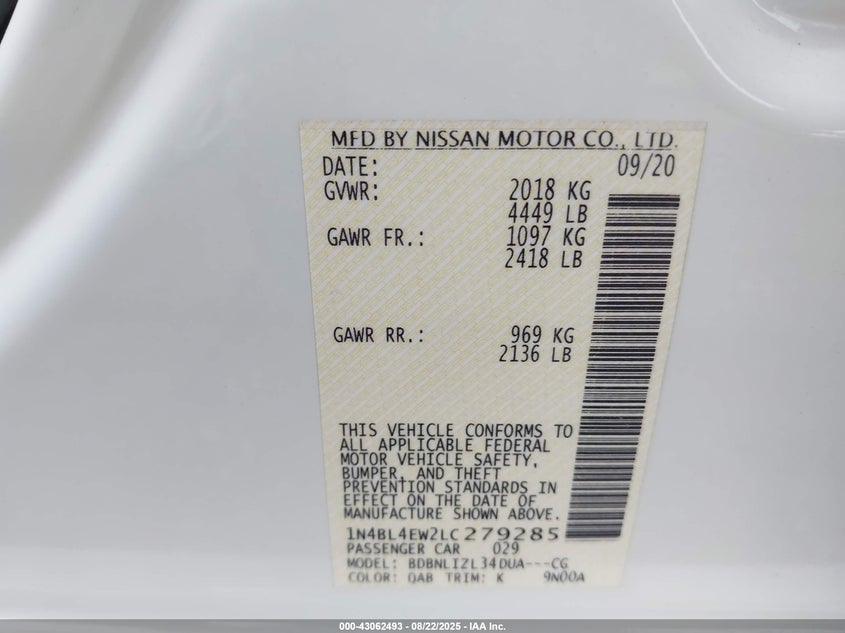 MFD BY NISSAN MOTOR CO., LTD.
DATE: 09/20
GVWR: 2018 KG
4449 LB
GAWR FR.: 1097 KG
2418 LB
GAWR RR.: 969 KG
2136 LB
THIS VEHICLE CONFORMS TO
ALL APPLICABLE FEDERAL
MOTOR VEHICLE SAFETY,
BUMPER, AND THEFT
PREVENTION STANDARDS IN
EFFECT ON THE DATE OF
MANUFACTURE SHOWN ABOVE.
1N4BL4EW2LC279285
PASSENGER CAR 029
MODEL: BDBNLIZL34DUA---CG
COLOR: QAB TRIM: K 9N00A
000-43062493 - 08/22/2025 - IAA Inc.